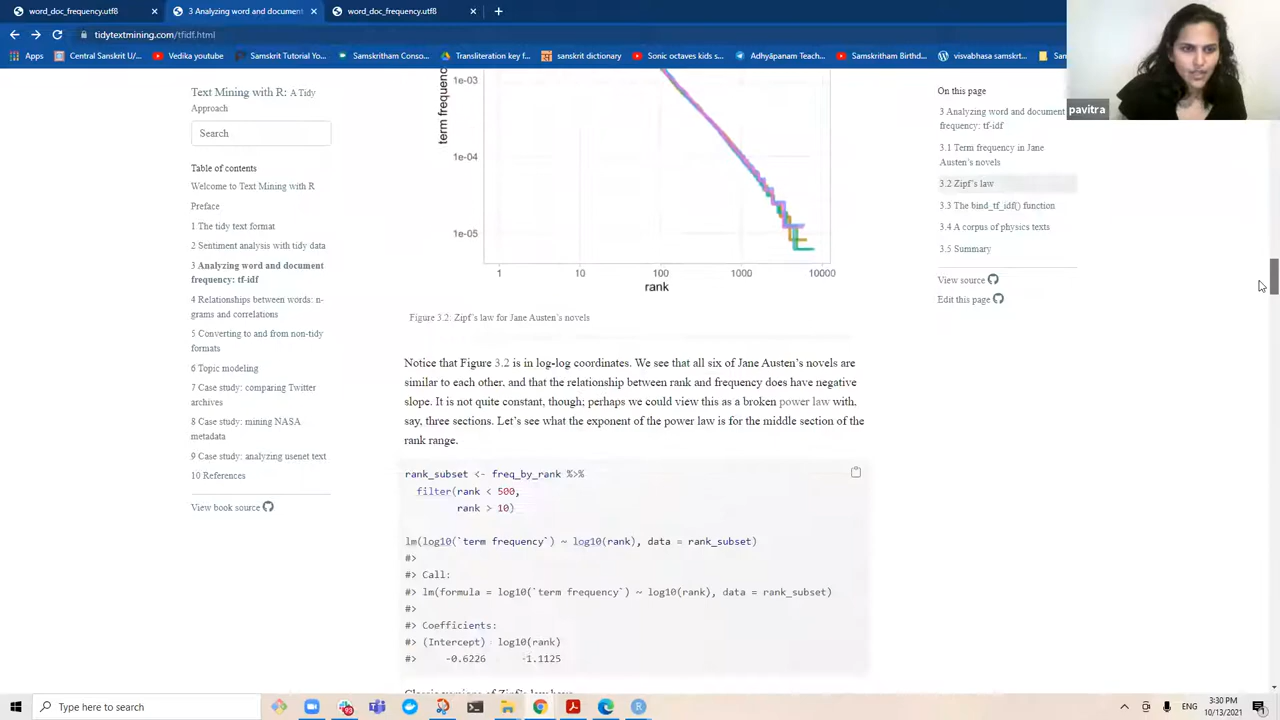 word_doc_frequency.utf8
3 Analyzing word and document
word_doc_frequency.utf8
tidytextmining.com/tfidf.html
Apps
Central Sanskrit U...
Vedika youtube
Samskrit Tutorial Yo...
Samskritham Conso...
Transliteration key f...
sanskrit dictionary
Sonic octaves kids s...
Adhyāpanam Teach...
Samskritham Birthd...
visvabhasa samskrt...
Text Mining with R: A Tidy
Approach
Search
Table of contents
Welcome to Text Mining with R
Preface
1 The tidy text format
2 Sentiment analysis with tidy data
3 Analyzing word and document
frequency: tf-idf
4 Relationships between words: n-
grams and correlations
5 Converting to and from non-tidy
formats
6 Topic modeling
7 Case study: comparing Twitter
archives
8 Case study: mining NASA
metadata
9 Case study: analyzing usenet text
10 References
View book source
term frequenc
1e-03
1e-04
1e-05
1
10
100
1000
10000
rank
Figure 3.2: Zipf's law for Jane Austen's novels
Notice that Figure 3.2 is in log-log coordinates. We see that all six of Jane Austen's novels are
similar to each other, and that the relationship between rank and frequency does have negative
slope. It is not quite constant, though; perhaps we could view this as a broken power law with,
say, three sections. Let's see what the exponent of the power law is for the middle section of the
rank range.
rank_subset <- freq_by_rank %>%
filter(rank < 500,
rank > 10)
lm(log10(`term frequency`) ~ log10(rank), data = rank_subset)
#>
#> Call:
#> lm(formula = log10(`term frequency`) ~ log10(rank), data = rank_subset)
#>
#> Coefficients:
#> (Intercept) log10(rank)
#> -0.6226 -1.1125
Classic versions of Zipf's law have
On this page
3 Analyzing word and document
frequency: tf-idf
3.1 Term frequency in Jane
Austen's novels
3.2 Zipf's law
3.3 The bind_tf_idf() function
3.4 A corpus of physics texts
3.5 Summary
View source
Edit this page
pavitra
Type here to search
ENG
3:30 PM
10/13/2021